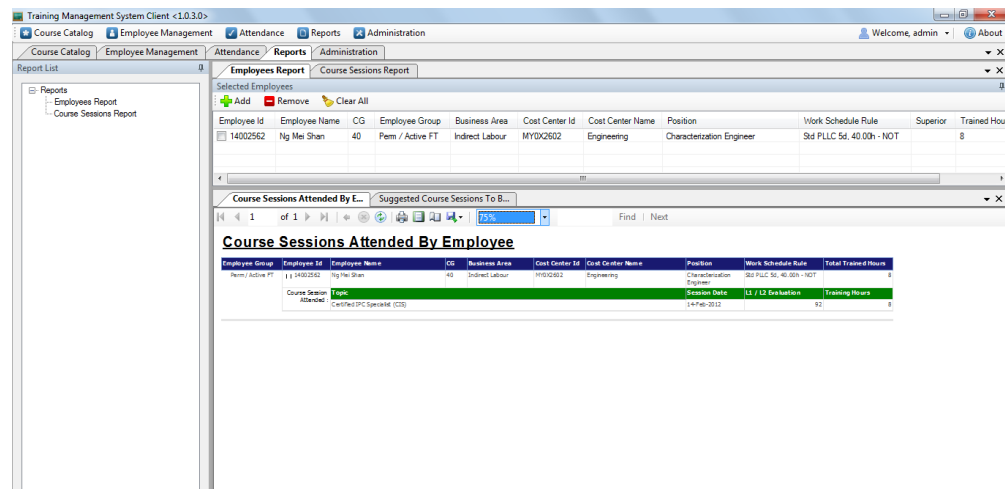 Training Management System Client <1.0.3.0>
Course Catalog Employee Management Attendance Reports Administration Welcome, admin About
Course Catalog Employee Management Attendance Reports Administration
Report List
Reports
Employees Report
Course Sessions Report
Employees Report Course Sessions Report
Selected Employees
Add Remove Clear All
Employee Id Employee Name CG Employee Group Business Area Cost Center Id Cost Center Name Position Work Schedule Rule Superior Trained Hou
14002562 Ng Mei Shan 40 Perm / Active FT Indirect Labour MY0X2602 Engineering Characterization Engineer Std PLLC 5d, 40.00h - NOT 8
Course Sessions Attended By E... Suggested Course Sessions To B...
1 of 1 75% Find | Next
Course Sessions Attended By Employee
Employee Group Employee Id Employee Name CG Business Area Cost Center Id Cost Center Name Position Work Schedule Rule Total Trained Hours
Perm / Active FT 14002562 Ng Mei Shan 40 Indirect Labour MY0X2602 Engineering Characterization Std PLLC 5d, 40.00h - NOT 8
Engineer
Course Session Topic Session Date L1 / L2 Evaluation Training Hours
Attended :
Certified IPC Specialist (CIS) 14-Feb-2012 92 8